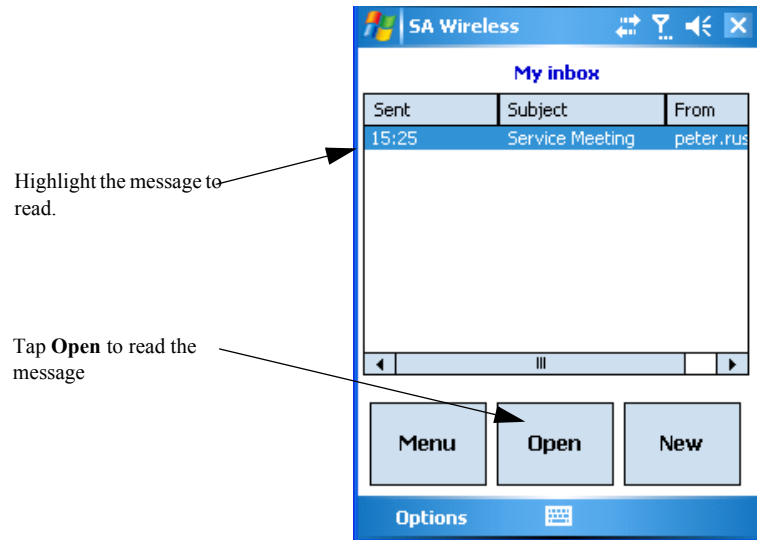 SA Wireless
My inbox
Sent Subject From
15:25 Service Meeting peter.rus
Highlight the message to
read.
Tap Open to read the
message
Menu Open New
Options